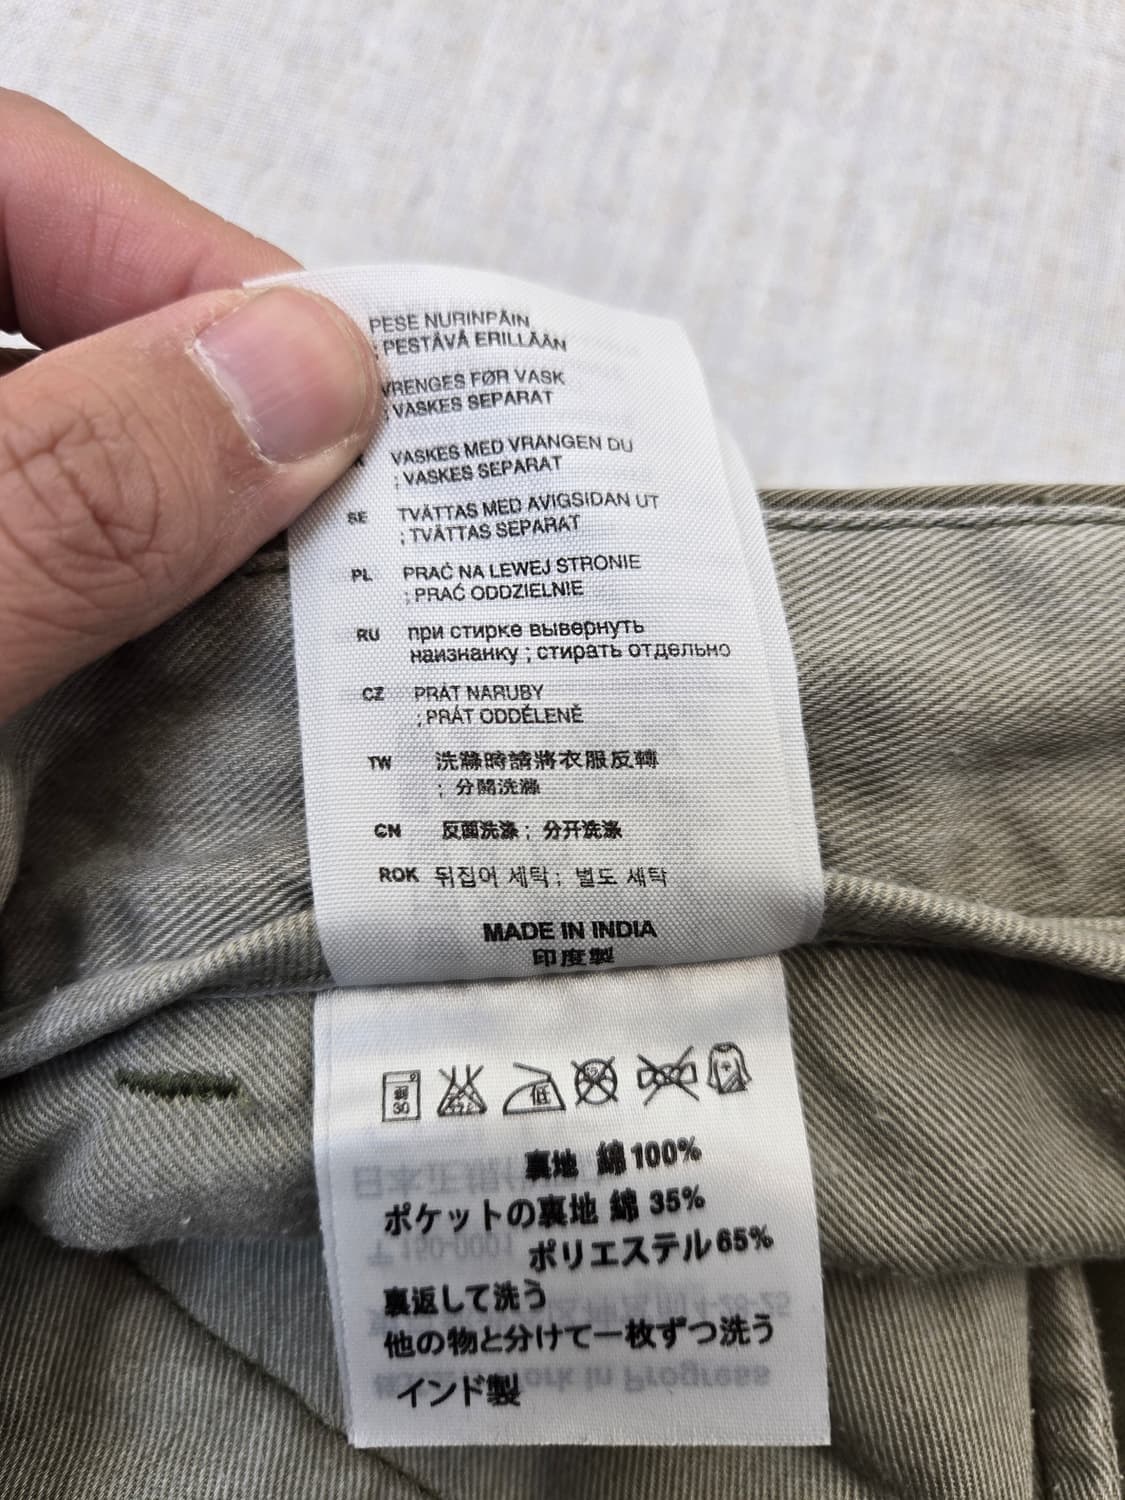 PESE NURINPÄIN
; PESTÄVÄ ERILLÄÄN
VRENGES FØR VASK
; VASKES SEPARAT
VASKES MED VRANGEN DU
; VASKES SEPARAT
SE TVÄTTAS MED AVIGSIDAN UT
; TVÄTTAS SEPARAT
PL PRAĆ NA LEWEJ STRONIE
; PRAĆ ODDZIELNIE
RU при стирке вывернуть
наизнанку ; стирать отдельно
CZ PRÁT NARUBY
; PRÁT ODDĚLENĚ
TW 洗滌時請將衣服反轉
; 分開洗滌
CN 反面洗涤 ; 分开洗涤
ROK 뒤집어 세탁 ; 별도 세탁
MADE IN INDIA
印度製
弱 30 低
裏地 綿 100%
ポケットの裏地 綿 35%
ポリエステル 65%
裏返して洗う
他の物と分けて一枚ずつ洗う
インド製